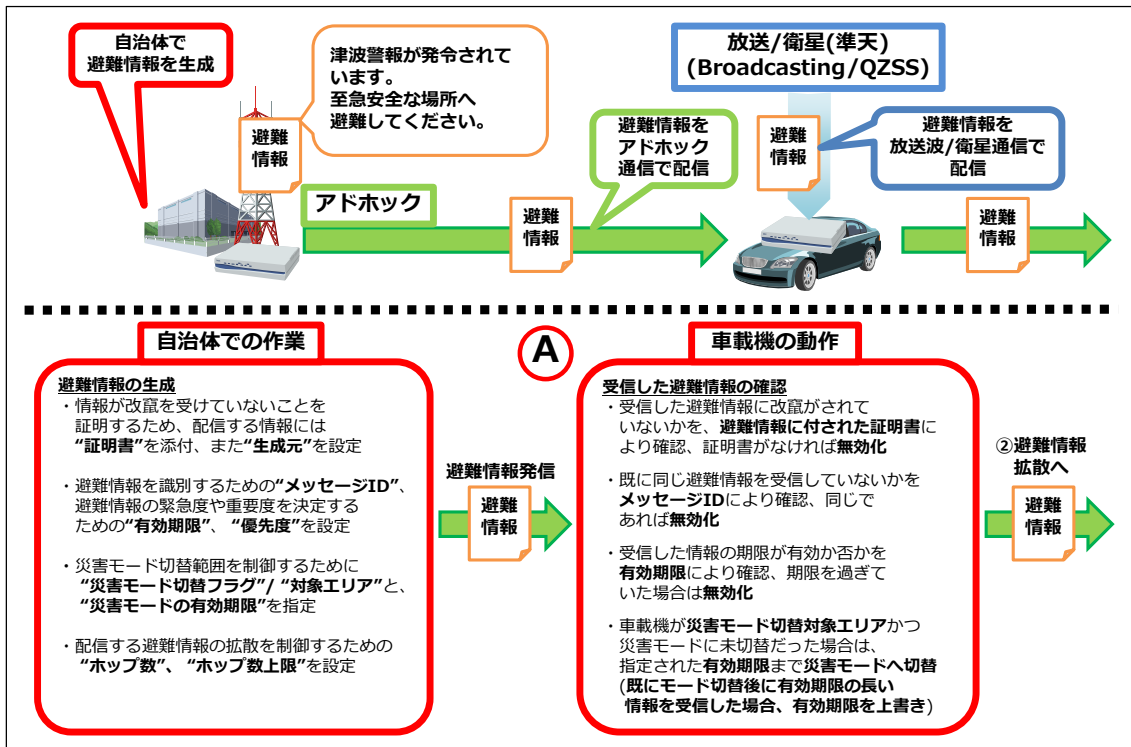 自治体で
避難情報を生成
津波警報が発令されて
います。
至急安全な場所へ
避難してください。
避難
情報
アドホック
避難
情報
避難情報を
アドホック
通信で配信
放送/衛星(準天)
(Broadcasting/QZSS)
避難
情報
避難情報を
放送波/衛星通信で
配信
避難
情報
自治体での作業
避難情報の生成
・情報が改竄を受けていないことを
証明するため、配信する情報には
“証明書”を添付、また“生成元”を設定
・避難情報を識別するための“メッセージID”、
避難情報の緊急度や重要度を決定する
ための“有効期限”、“優先度”を設定
・災害モード切替範囲を制御するために
“災害モード切替フラグ”/ “対象エリア”と、
“災害モードの有効期限”を指定
・配信する避難情報の拡散を制御するための
“ホップ数”、 “ホップ数上限”を設定
避難情報発信
避難
情報
A
車載機の動作
受信した避難情報の確認
・受信した避難情報に改竄がされて
いないかを、避難情報に付された証明書に
より確認、証明書がなければ無効化
・既に同じ避難情報を受信していないかを
メッセージIDにより確認、同じで
あれば無効化
・受信した情報の期限が有効か否かを
有効期限により確認、期限を過ぎて
いた場合は無効化
・車載機が災害モード切替対象エリアかつ
災害モードに未切替だった場合は、
指定された有効期限まで災害モードへ切替
(既にモード切替後に有効期限の長い
情報を受信した場合、有効期限を上書き)
②避難情報
拡散へ
避難
情報